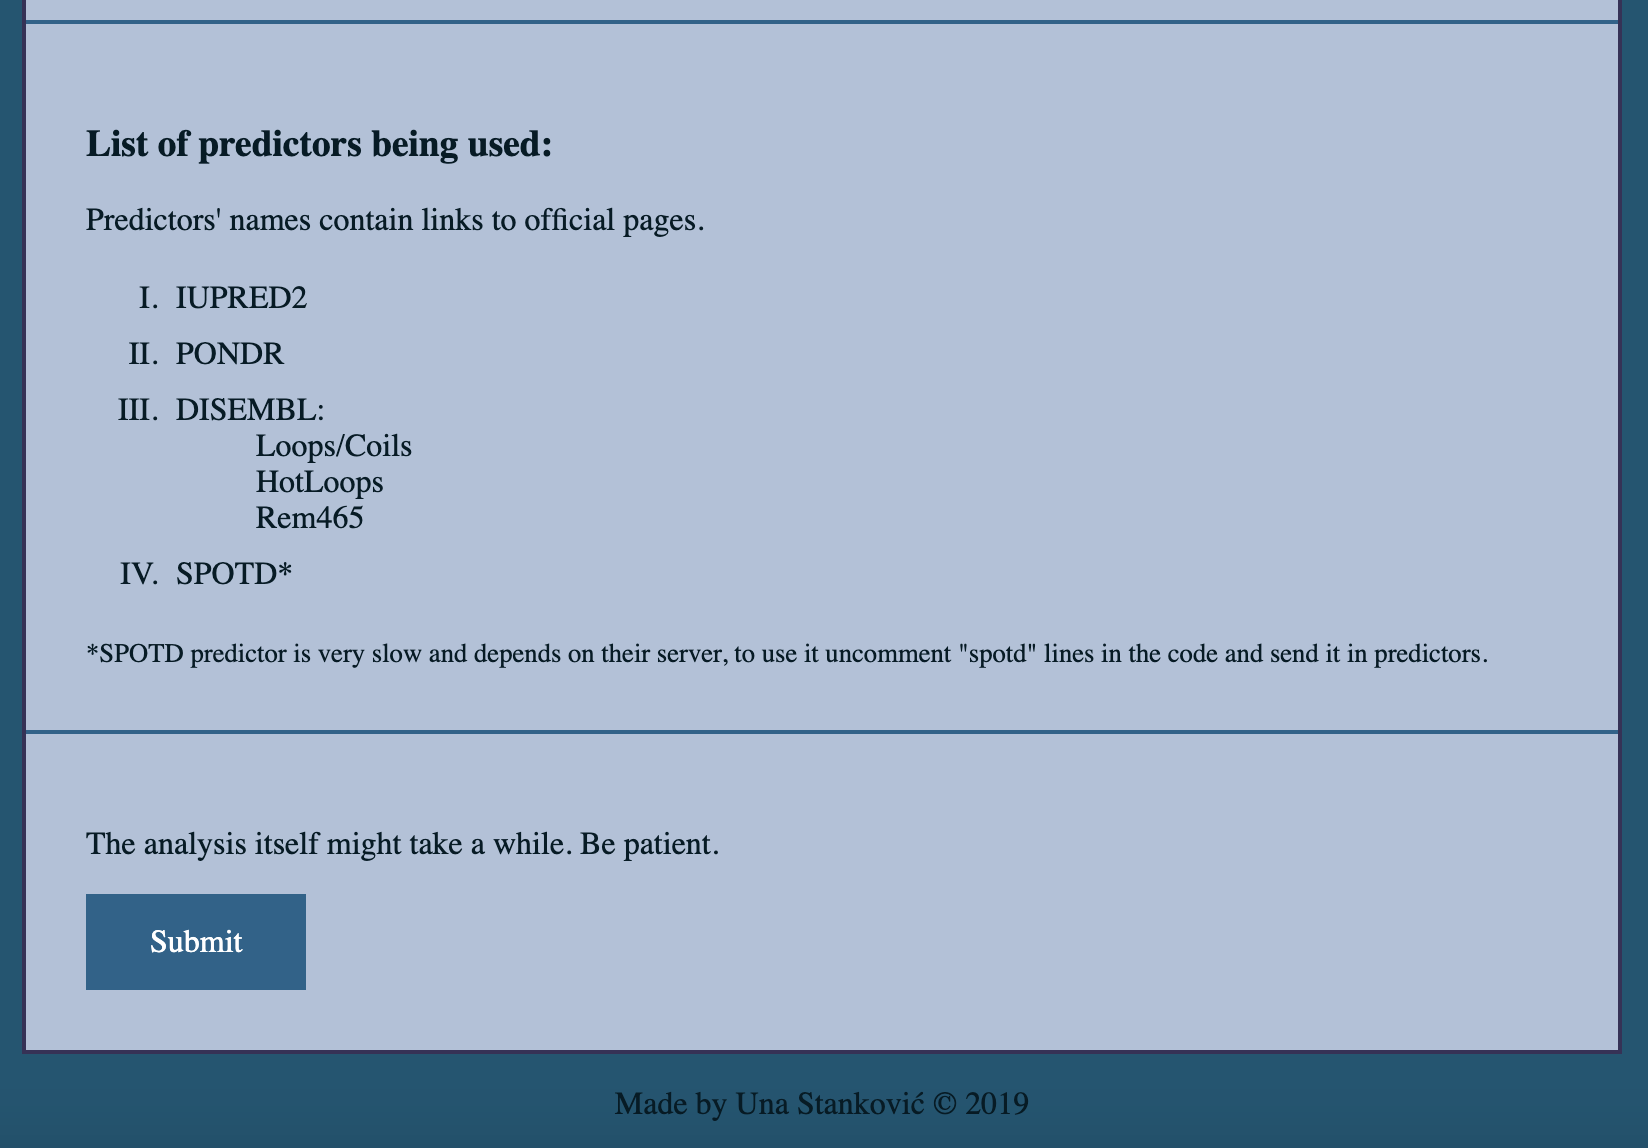 List of predictors being used:
Predictors' names contain links to official pages.
I. IUPRED2
II. PONDR
III. DISEMBL:
Loops/Coils
HotLoops
Rem465
IV. SPOTD*
*SPOTD predictor is very slow and depends on their server, to use it uncomment "spotd" lines in the code and send it in predictors.
The analysis itself might take a while. Be patient.
Submit
Made by Una Stanković © 2019